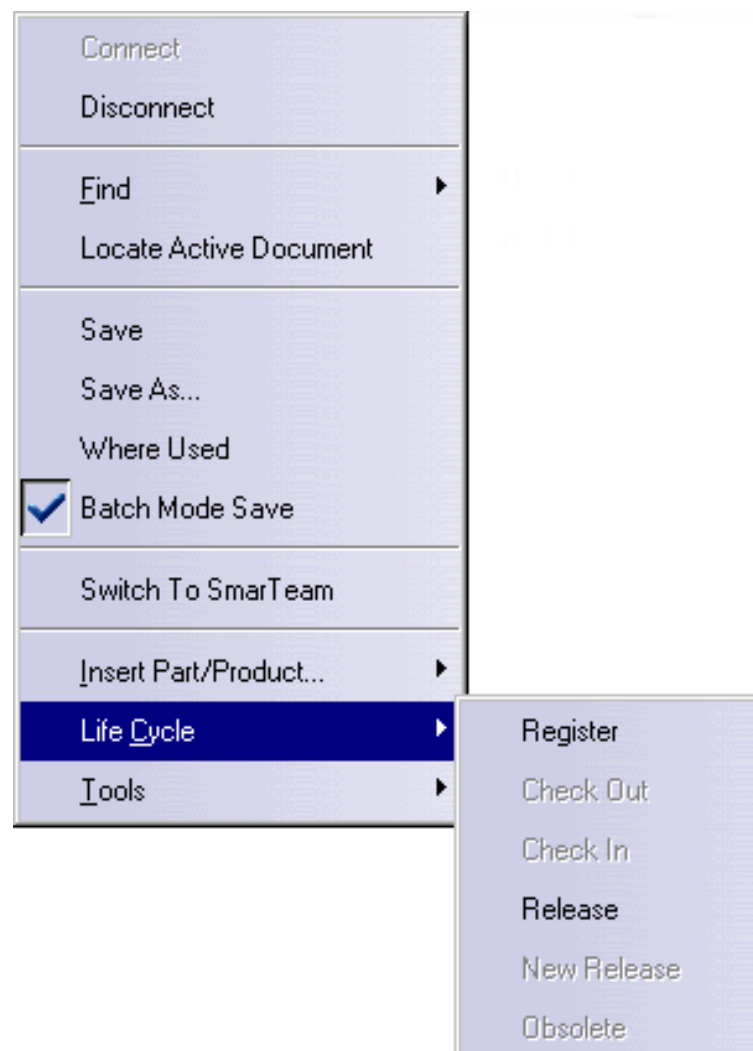 Connect
Disconnect
Find
Locate Active Document
Save
Save As...
Where Used
Batch Mode Save
Switch To SmarTeam
Insert Part/Product...
Life Cycle
Tools
Register
Check Out
Check In
Release
New Release
Obsolete